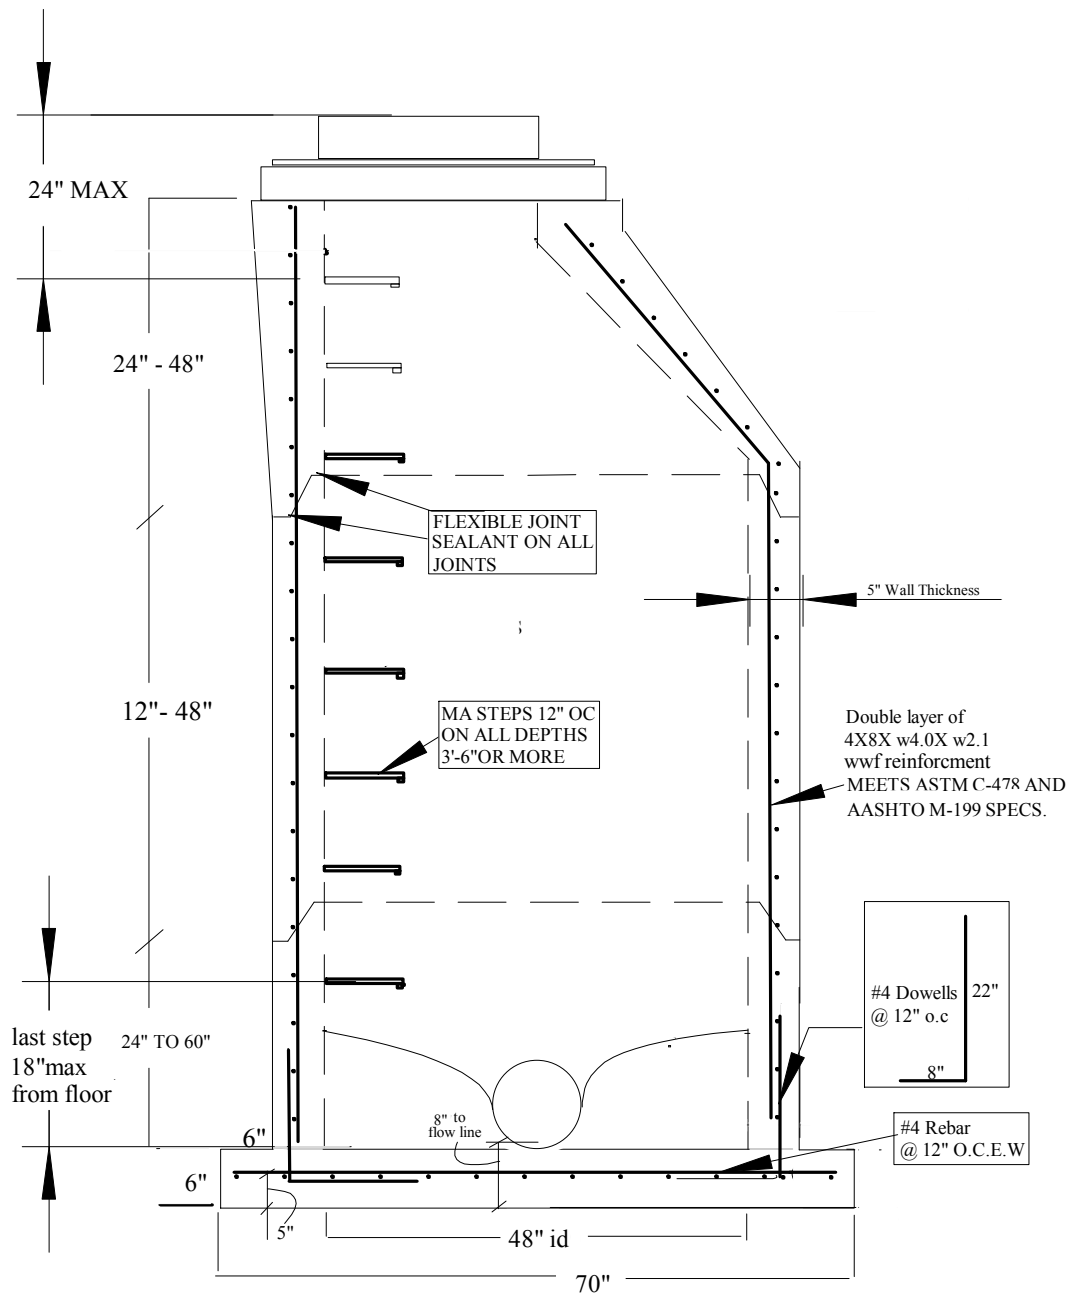 24" MAX
24" - 48"
FLEXIBLE JOINT
SEALANT ON ALL
JOINTS
5" Wall Thickness
12"- 48"
MA STEPS 12" OC
ON ALL DEPTHS
3'-6"OR MORE
Double layer of
4X8X w4.0X w2.1
wwf reinforcment
MEETS ASTM C-478 AND
AASHTO M-199 SPECS.
#4 Dowells
@ 12" o.c
22"
8"
last step
18"max
from floor
24" TO 60"
8" to
flow line
#4 Rebar
@ 12" O.C.E.W
6"
6"
5"
48" id
70"